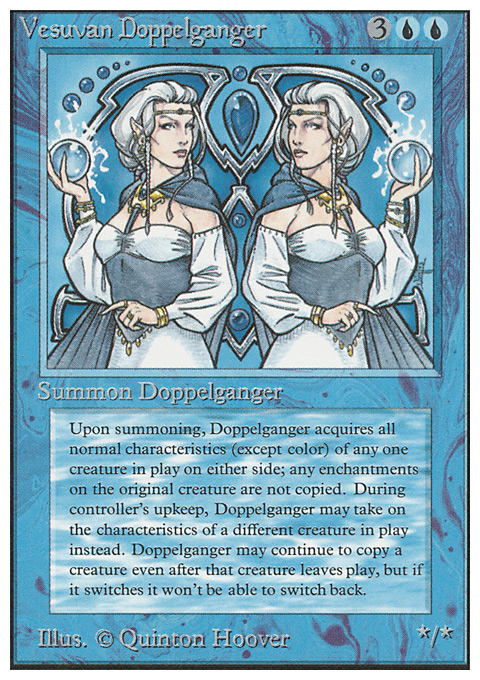 Vesuvan Doppelganger 3
Summon Doppelganger
Upon summoning, Doppelganger acquires all
normal characteristics (except color) of any one
creature in play on either side; any enchantments
on the original creature are not copied. During
controller's upkeep, Doppelganger may take on
the characteristics of a different creature in play
instead. Doppelganger may continue to copy a
creature even after that creature leaves play, but if
it switches it won't be able to switch back.
Illus. © Quinton Hoover */*